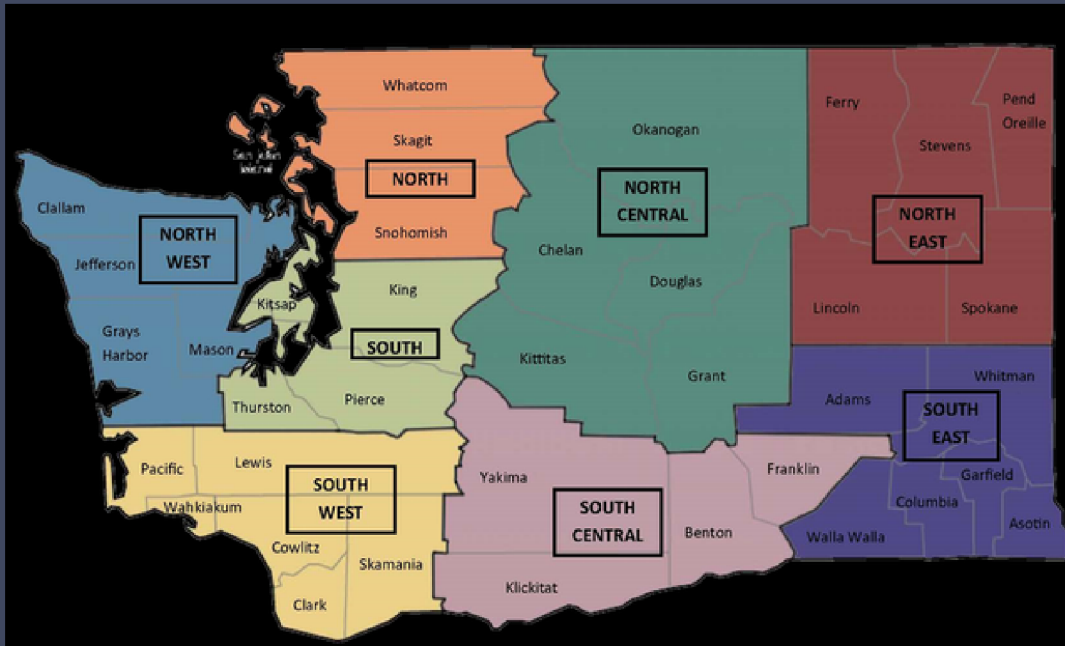 Whatcom
Skagit
NORTH
Snohomish
San Juan
Clallam
NORTH
WEST
Jefferson
Grays
Harbor
Mason
Kitsap
King
SOUTH
Pierce
Thurston
Okanogan
NORTH
CENTRAL
Chelan
Douglas
Kittitas
Grant
Ferry
Stevens
Pend
Oreille
NORTH
EAST
Lincoln
Spokane
Pacific
Lewis
SOUTH
WEST
Wahkiakum
Cowlitz
Skamania
Clark
Yakima
SOUTH
CENTRAL
Klickitat
Benton
Franklin
Adams
Whitman
SOUTH
EAST
Garfield
Columbia
Asotin
Walla Walla